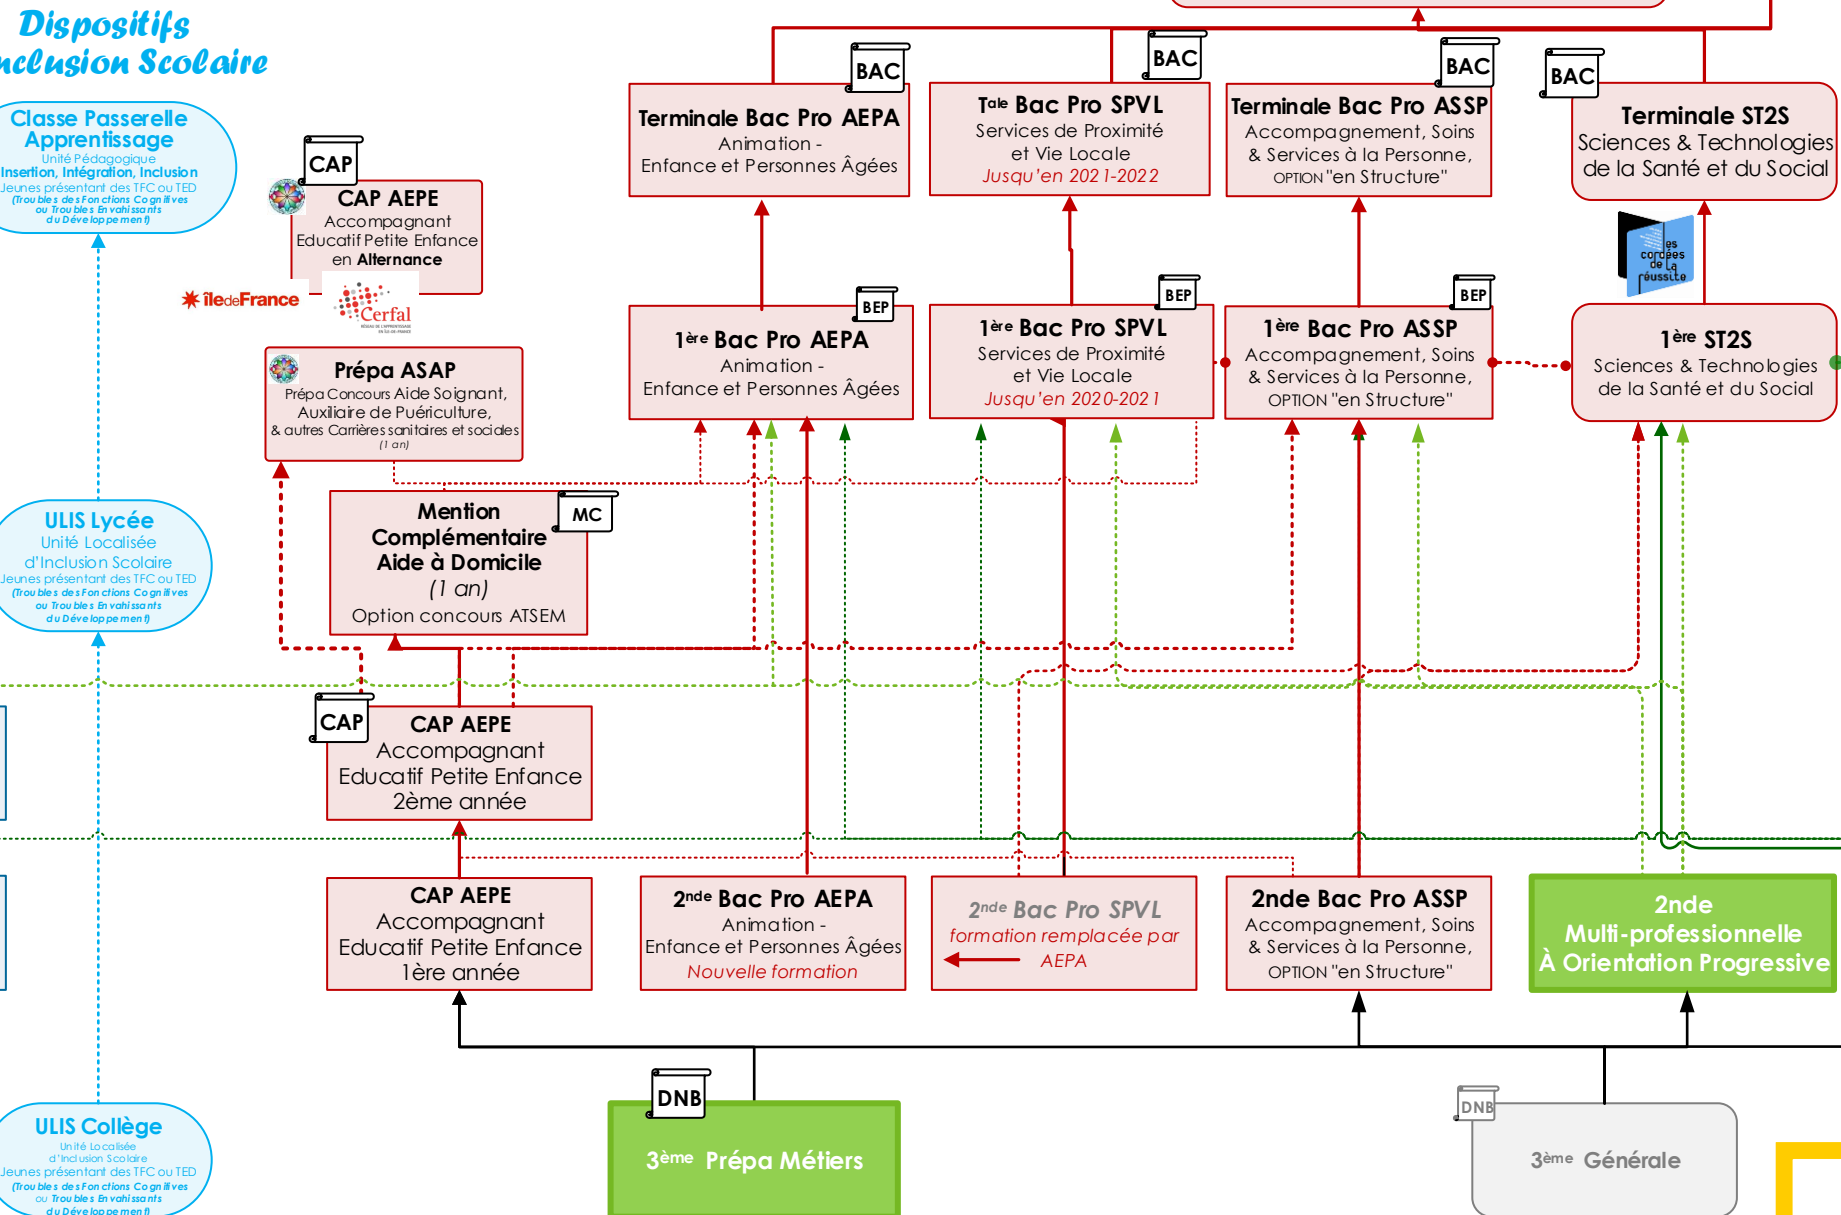 Dispositifs
nclusion Scolaire
Classe Passerelle
Apprentissage
Unité Pédagogique
Insertion, Intégration, Inclusion
Jeunes présentant des TFC ou TED
(Troubles des Fonctions Cognitives
ou Troubles Envahissants
du Développement)
ULIS Lycée
Unité Localisée
d'Inclusion Scolaire
Jeunes présentant des TFC ou TED
(Troubles des Fonctions Cognitives
ou Troubles Envahissants
du Développement)
ULIS Collège
Unité Localisée
d'Inclusion Scolaire
Jeunes présentant des TFC ou TED
(Troubles des Fonctions Cognitives
ou Troubles Envahissants
du Développement)
CAP
CAP AEPE
Accompagnant
Educatif Petite Enfance
en Alternance
île de France
Cerfal
RÉSEAU DE L'APPRENTISSAGE
EN ÎLE-DE-FRANCE
Prépa ASAP
Prépa Concours Aide Soignant,
Auxiliaire de Puériculture,
& autres Carrières sanitaires et sociales
(1 an)
MC
Mention
Complémentaire
Aide à Domicile
(1 an)
Option concours ATSEM
CAP
CAP AEPE
Accompagnant
Educatif Petite Enfance
2ème année
CAP AEPE
Accompagnant
Educatif Petite Enfance
1ère année
BAC
Terminale Bac Pro AEPA
Animation -
Enfance et Personnes Âgées
BEP
1ère Bac Pro AEPA
Animation -
Enfance et Personnes Âgées
2nde Bac Pro AEPA
Animation -
Enfance et Personnes Âgées
Nouvelle formation
BAC
Tale Bac Pro SPVL
Services de Proximité
et Vie Locale
Jusqu'en 2021-2022
BEP
1ère Bac Pro SPVL
Services de Proximité
et Vie Locale
Jusqu'en 2020-2021
2nde Bac Pro SPVL
formation remplacée par
AEPA
BAC
Terminale Bac Pro ASSP
Accompagnement, Soins
& Services à la Personne,
OPTION "en Structure"
BEP
1ère Bac Pro ASSP
Accompagnement, Soins
& Services à la Personne,
OPTION "en Structure"
2nde Bac Pro ASSP
Accompagnement, Soins
& Services à la Personne,
OPTION "en Structure"
BAC
Terminale ST2S
Sciences & Technologies
de la Santé et du Social
les
cordées
de la
réussite
1ère ST2S
Sciences & Technologies
de la Santé et du Social
2nde
Multi-professionnelle
À Orientation Progressive
DNB
3ème Prépa Métiers
DNB
3ème Générale